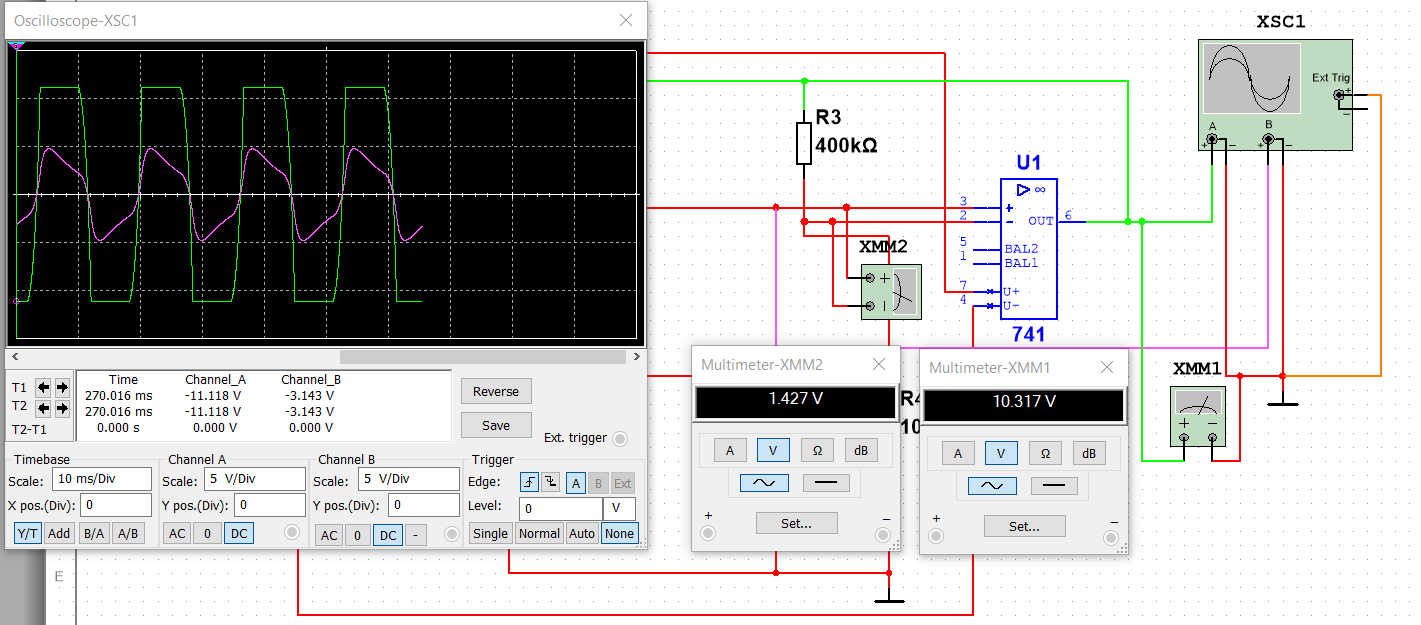 Oscilloscope-XSC1
Time Channel_A Channel_B
T1 270.016 ms -11.118 V -3.143 V
T2 270.016 ms -11.118 V -3.143 V
T2-T1 0.000 s 0.000 V 0.000 V
Reverse
Save
Ext. trigger
Timebase
Scale: 10 ms/Div
X pos.(Div): 0
Y/T Add B/A A/B
Channel A
Scale: 5 V/Div
Y pos.(Div): 0
AC 0 DC
Channel B
Scale: 5 V/Div
Y pos.(Div): 0
AC 0 DC -
Trigger
Edge: A B Ext
Level: 0 V
Single Normal Auto None
E
R3
400kΩ
U1
3 +
2 -
OUT 6
5 BAL2
1 BAL1
7 U+
4 U-
∞
741
XMM2
+
XSC1
Ext Trig
+
-
A
B
+ -
+ -
XMM1
+ -
R4
10
Multimeter-XMM2
1.427 V
A V Ω dB
+ -
Set...
Multimeter-XMM1
10.317 V
A V Ω dB
+ -
Set...